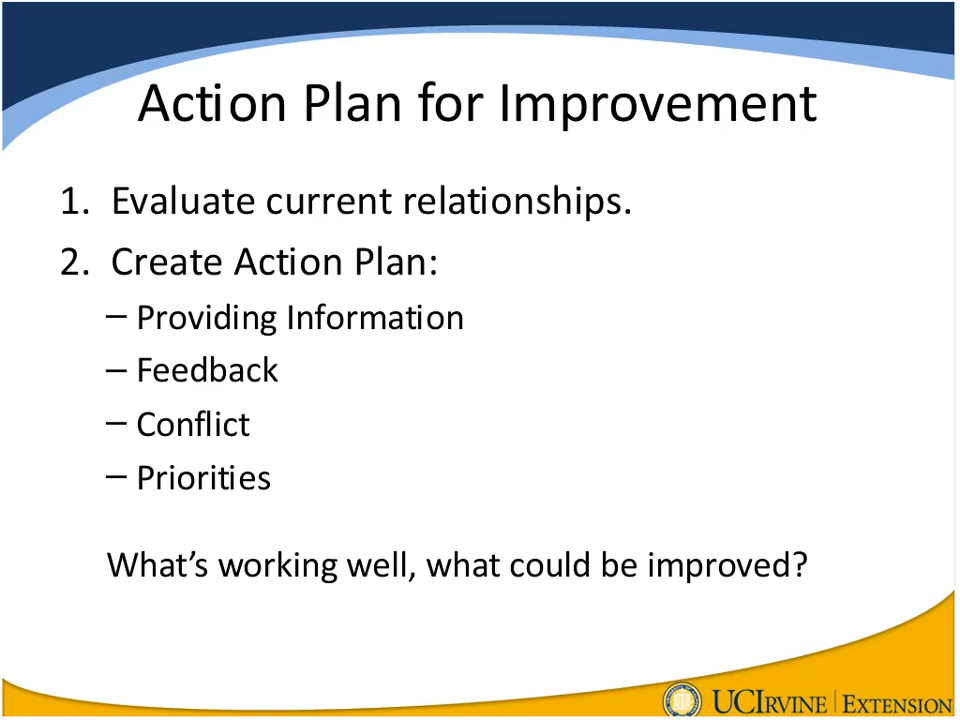 Action Plan for Improvement
1. Evaluate current relationships.
2. Create Action Plan:
– Providing Information
– Feedback
– Conflict
– Priorities
What's working well, what could be improved?
UCIRVINE | EXTENSION